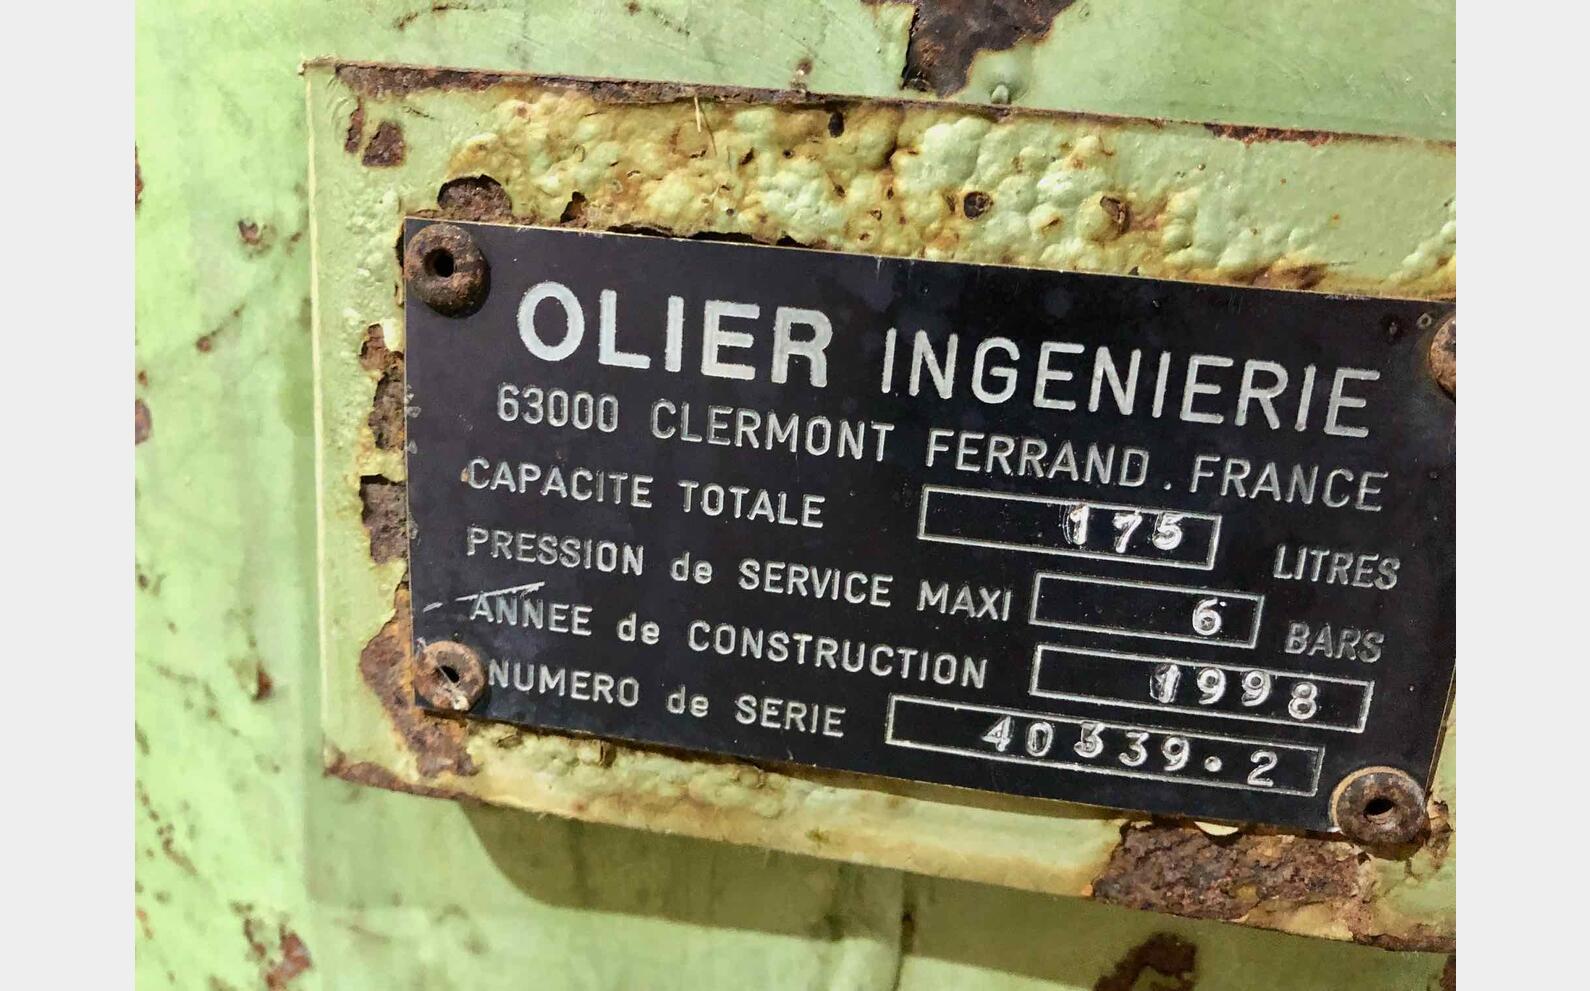 OLIER INGENIERIE
63000 CLERMONT FERRAND . FRANCE
CAPACITE TOTALE 175 LITRES
PRESSION de SERVICE MAXI 6 BARS
ANNEE de CONSTRUCTION 1998
NUMERO de SERIE 40339.2